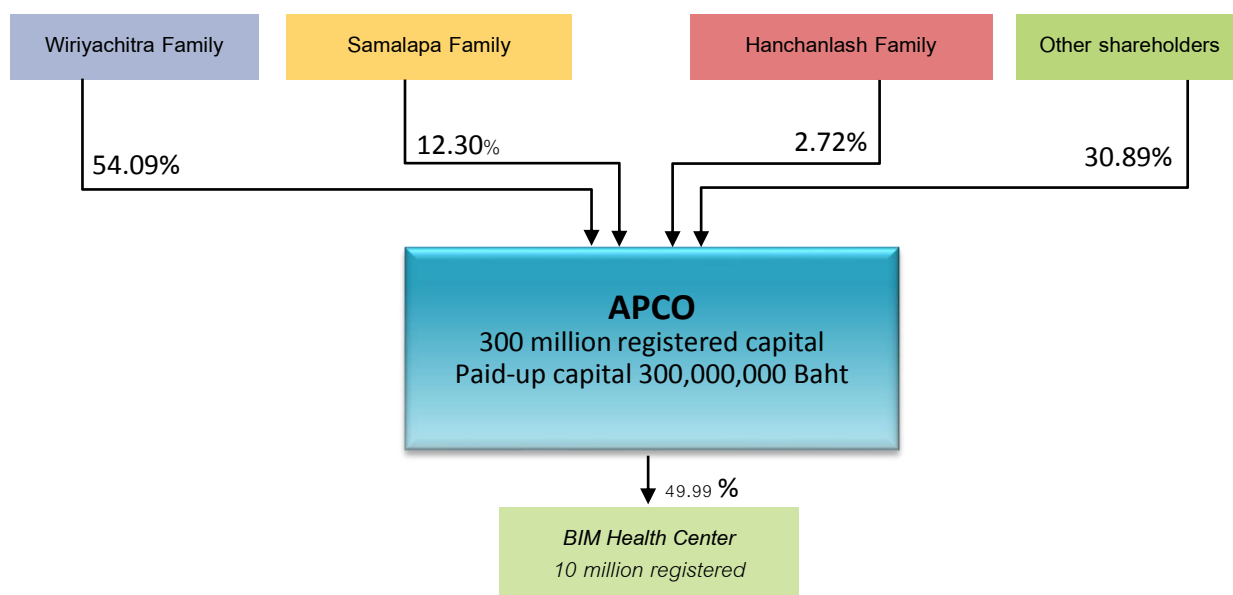 Wiriyachitra Family
Samalapa Family
Hanchanlash Family
Other shareholders
54.09%
12.30%
2.72%
30.89%
APCO
300 million registered capital
Paid-up capital 300,000,000 Baht
49.99 %
BIM Health Center
10 million registered